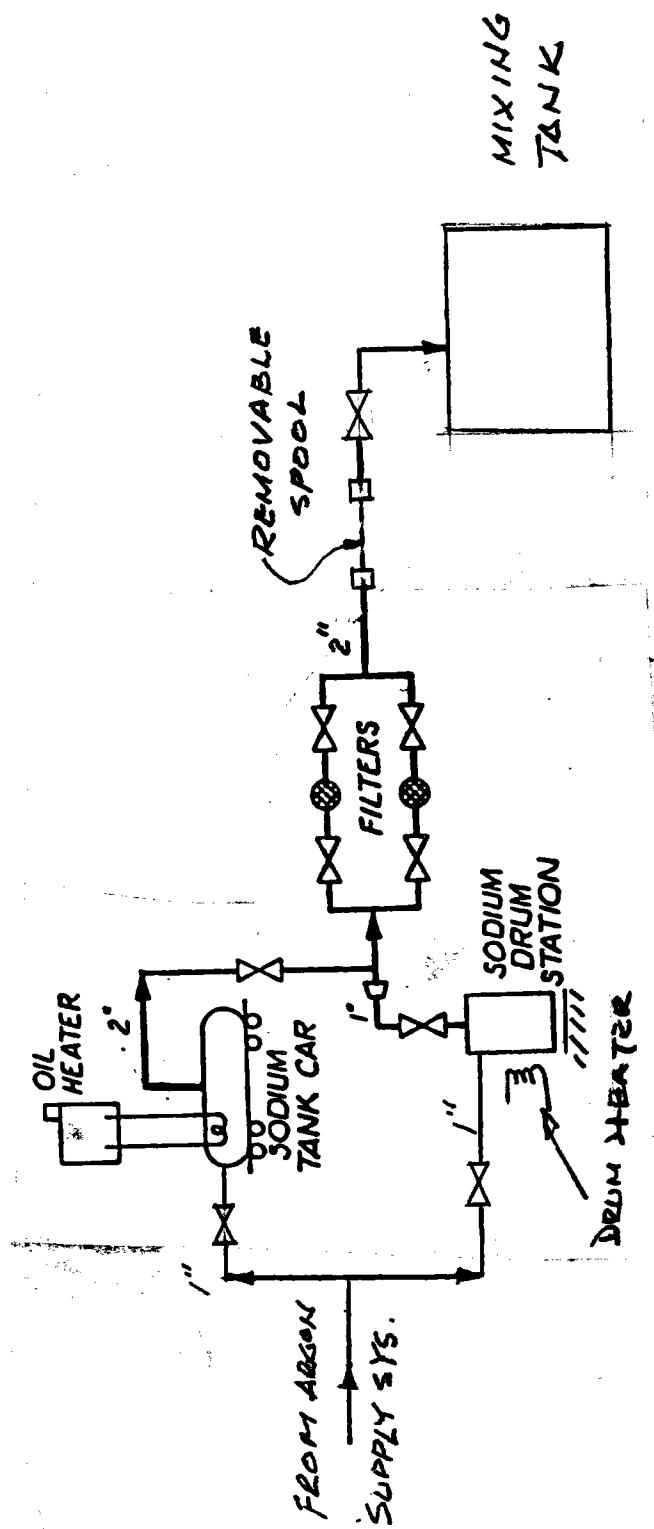 FROM ARGON
SUPPLY SYS.
1"
OIL
HEATER
2"
SODIUM
TANK CAR
1"
DRUM HEATER
1"
SODIUM
DRUM
STATION
FILTERS
2"
REMOVABLE
SPOOL
MIXING
TANK